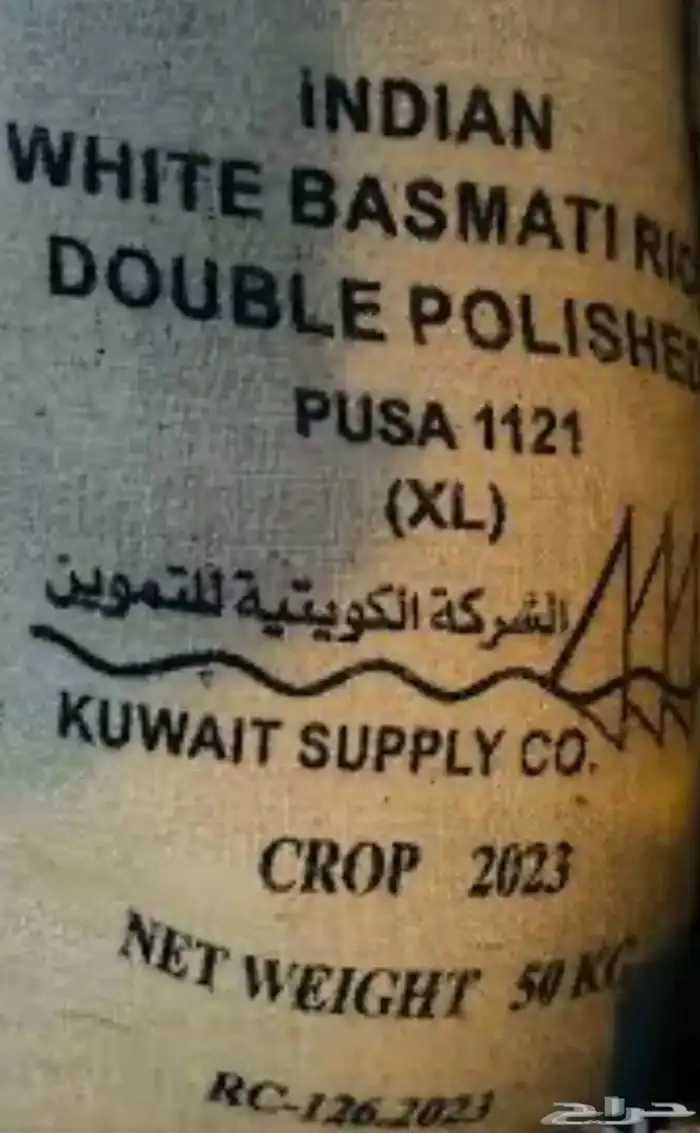 INDIAN
WHITE BASMATI RIC
DOUBLE POLISHED
PUSA 1121
(XL)
الشركة الكويتية للتموين
KUWAIT SUPPLY CO.
CROP 2023
NET WEIGHT 50 KG
RC-126.2023
حراج